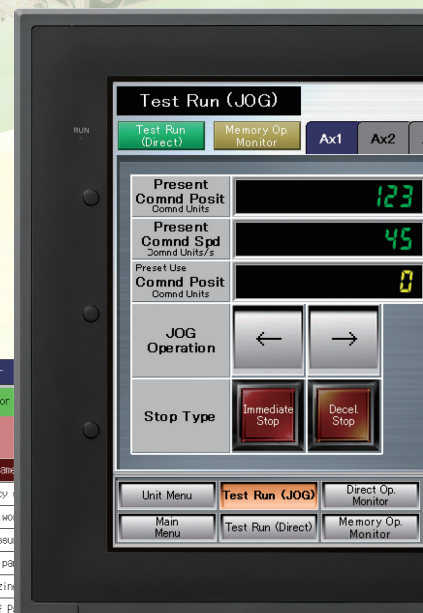 Test Run (JOG)
RUN
Test Run
(Direct)
Memory Op.
Monitor
Ax1
Ax2
Present
Comnd Posit
Comnd Units
123
Present
Comnd Spd
Comnd Units/s
45
Preset Use
Comnd Posit
Comnd Units
0
JOG
Operation
← →
Stop Type
Immediate
Stop
Decel.
Stop
Unit Menu
Test Run (JOG)
Direct Op.
Monitor
Main
Menu
Test Run (Direct)
Memory Op.
Monitor